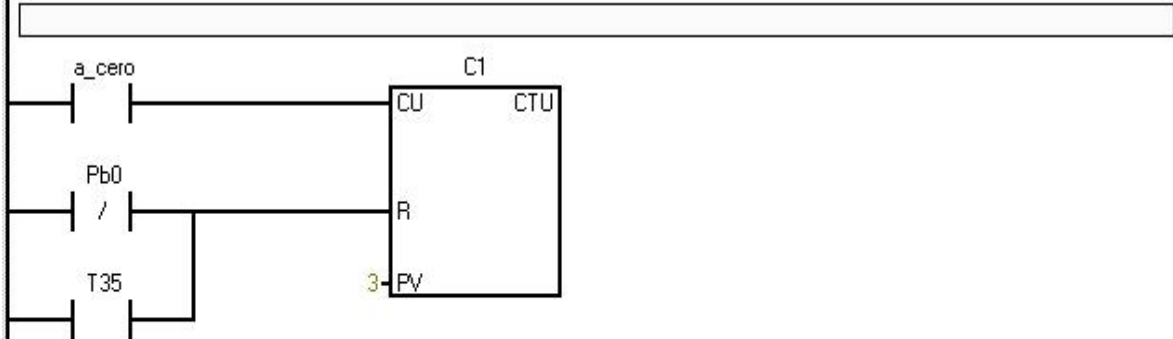 a_cero
C1
CU CTU
Pb0
/
R
T35
3 PV